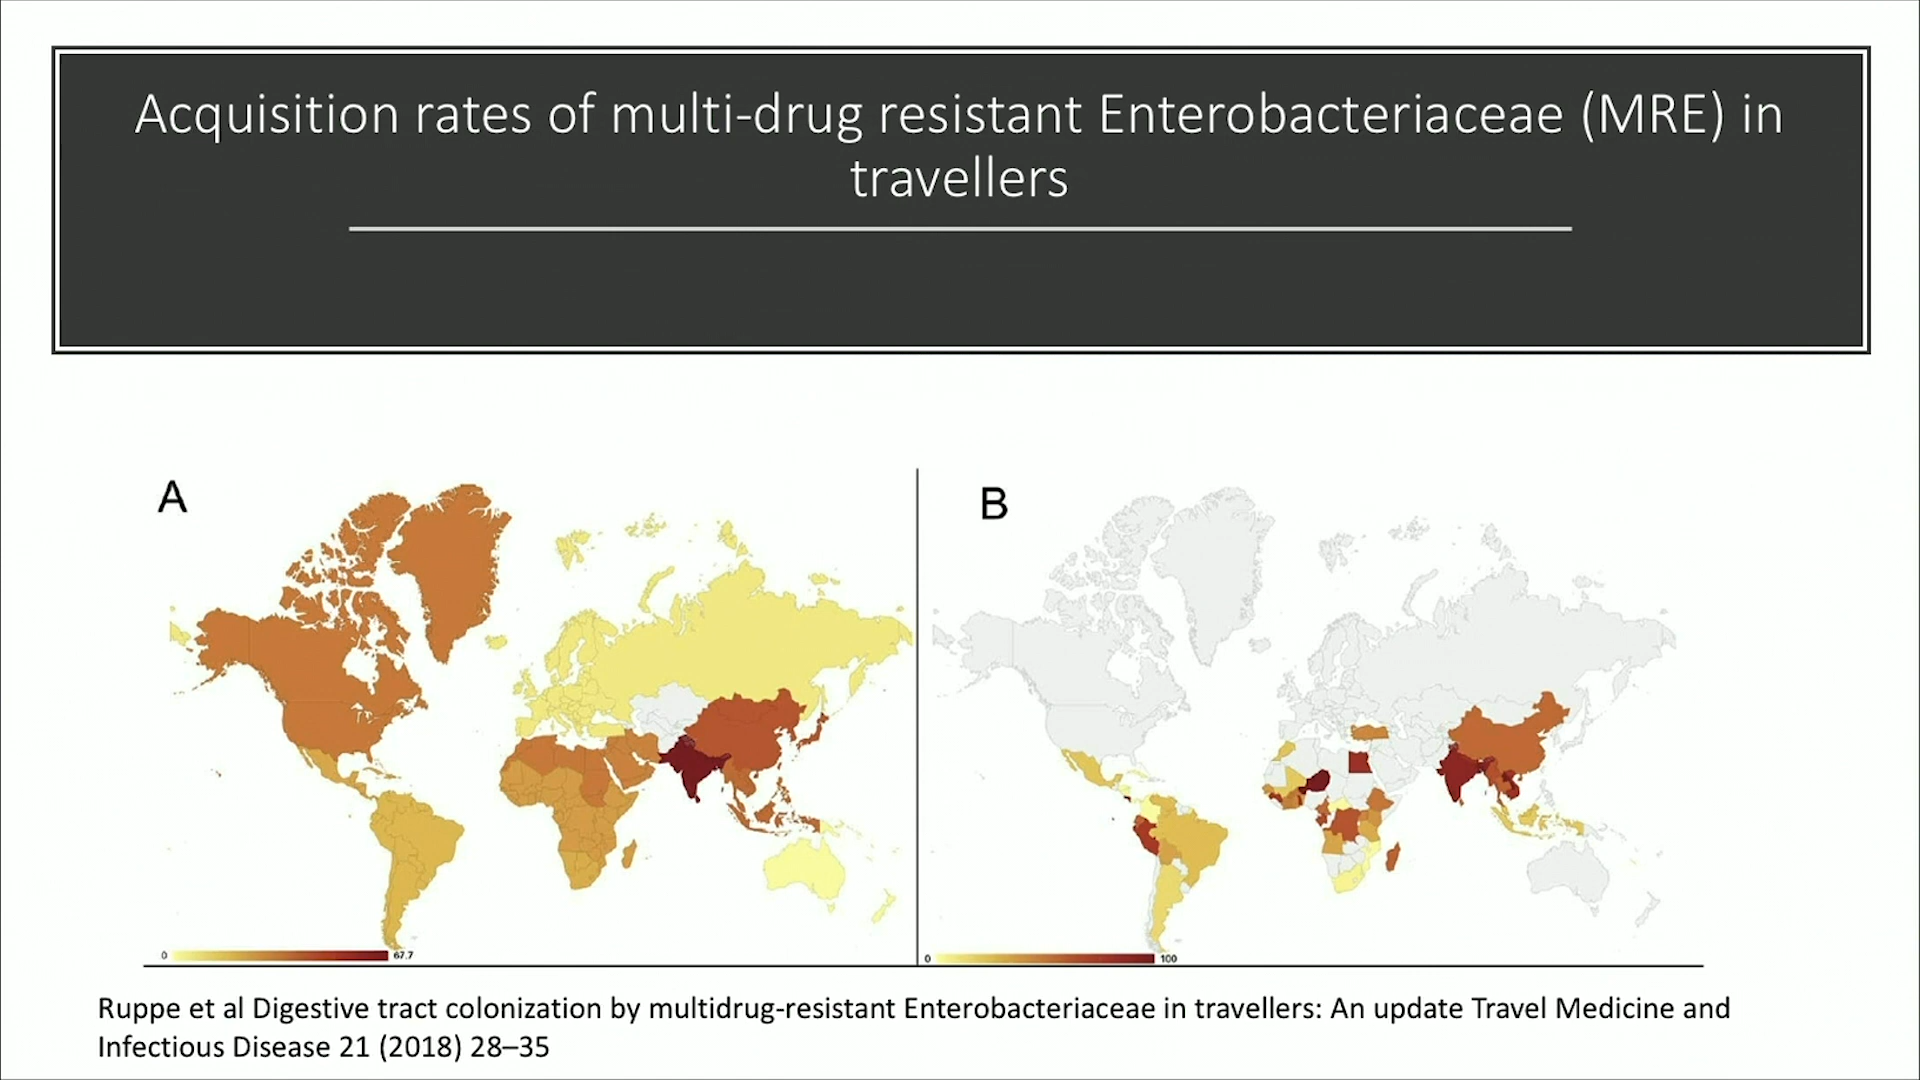 Acquisition rates of multi-drug resistant Enterobacteriaceae (MRE) in
travellers
A
B
0
67.7
0
100
Ruppe et al Digestive tract colonization by multidrug-resistant Enterobacteriaceae in travellers: An update Travel Medicine and
Infectious Disease 21 (2018) 28–35